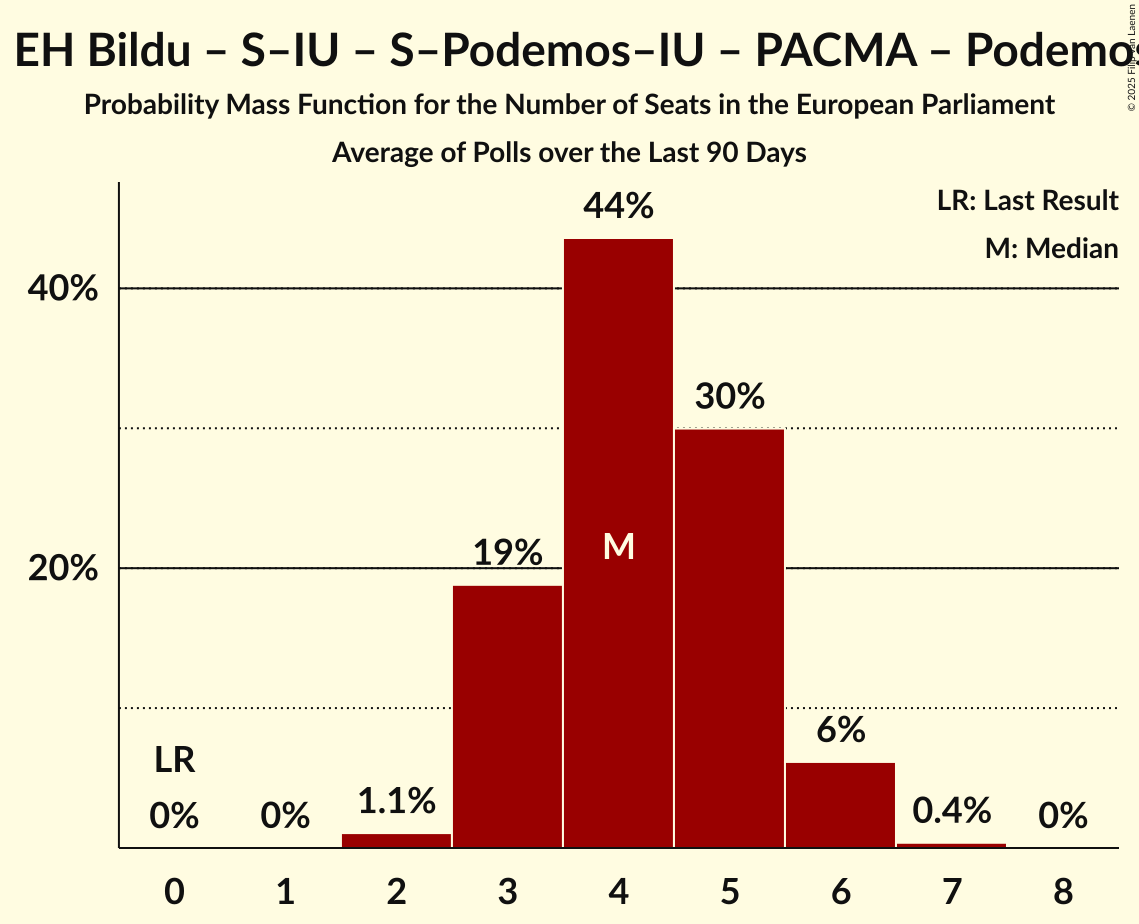 EH Bildu – S–IU – S–Podemos–IU – PACMA – Podemos
Probability Mass Function for the Number of Seats in the European Parliament
Average of Polls over the Last 90 Days
© 2025 Filip van Laenen
LR: Last Result
M: Median
44%
40%
30%
M
19%
20%
6%
LR
1.1%
0.4%
0%
0%
0%
0 1 2 3 4 5 6 7 8